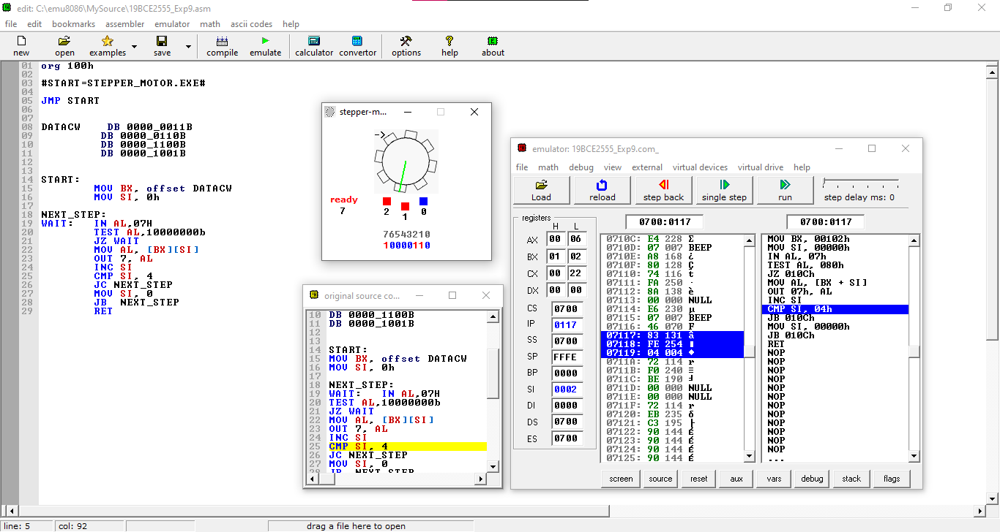 edit: C:\emu8086\MySource\19BCE2555_Exp9.asm
file edit bookmarks assembler emulator math ascii codes help
new open examples save compile emulate calculator convertor options help about
01 org 100h
02
03 #START=STEPPER_MOTOR.EXE#
04
05 JMP START
06
07
08 DATACW DB 0000_0011B
09 DB 0000_0110B
10 DB 0000_1100B
11 DB 0000_1001B
12
13
14 START:
15 MOV BX, offset DATACW
16 MOV SI, 0h
17
18 NEXT_STEP:
19 WAIT: IN AL,07H
20 TEST AL,10000000b
21 JZ WAIT
22 MOV AL, [BX][SI]
23 OUT 7, AL
24 INC SI
25 CMP SI, 4
26 JC NEXT_STEP
27 MOV SI, 0
28 JB NEXT_STEP
29 RET
stepper-m...
-->
ready
7
2 1 0
76543210
10000110
original source co...
10 DB 0000_1100B
11 DB 0000_1001B
12
13
14 START:
15 MOV BX, offset DATACW
16 MOV SI, 0h
17
18 NEXT_STEP:
19 WAIT: IN AL,07H
20 TEST AL,10000000b
21 JZ WAIT
22 MOV AL, [BX][SI]
23 OUT 7, AL
24 INC SI
25 CMP SI, 4
26 JC NEXT_STEP
27 MOV SI, 0
28 JB NEXT_STEP
emulator: 19BCE2555_Exp9.com_
file math debug view external virtual devices virtual drive help
Load reload step back single step run step delay ms: 0
registers
H L
AX 00 06
BX 01 02
CX 00 22
DX 00 00
CS 0700
IP 0117
SS 0700
SP FFFE
BP 0000
SI 0002
DI 0000
DS 0700
ES 0700
0700:0117
0710C: E4 228 Σ
0710D: 07 007 BEEP
0710E: A8 168 ¿
0710F: 80 128 Ç
07110: 74 116 t
07111: FA 250 ·
07112: 8A 138 è
07113: 00 000 NULL
07114: E6 230 µ
07115: 07 007 BEEP
07116: 46 070 F
07117: 83 131 â
07118: FE 254 ■
07119: 04 004 ♦
0711A: 72 114 r
0711B: F0 240 ≡
0711C: BE 190 ╛
0711D: 00 000 NULL
0711E: 00 000 NULL
0711F: 72 114 r
07120: EB 235 δ
07121: C3 195 ├
07122: 90 144 É
07123: 90 144 É
07124: 90 144 É
07125: 90 144 É
0700:0117
MOV BX, 00102h
MOV SI, 00000h
IN AL, 07h
TEST AL, 080h
JZ 010Ch
MOV AL, [BX + SI]
OUT 07h, AL
INC SI
CMP SI, 04h
JB 010Ch
MOV SI, 00000h
JB 010Ch
RET
NOP
NOP
NOP
NOP
NOP
NOP
NOP
NOP
NOP
NOP
NOP
NOP
...
screen source reset aux vars debug stack flags
line: 5 col: 92 drag a file here to open